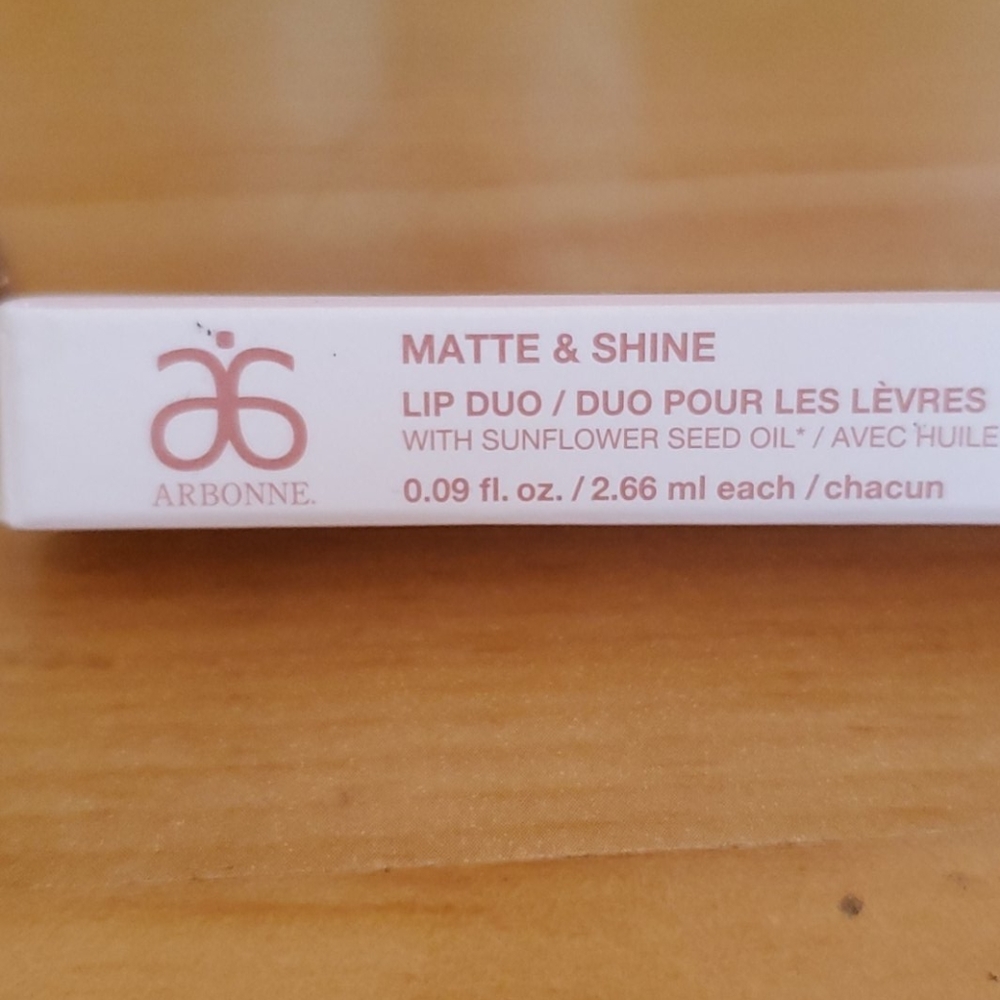 ARBONNE.
MATTE & SHINE
LIP DUO / DUO POUR LES LÈVRES
WITH SUNFLOWER SEED OIL* / AVEC HUILE
0.09 fl. oz. / 2.66 ml each / chacun